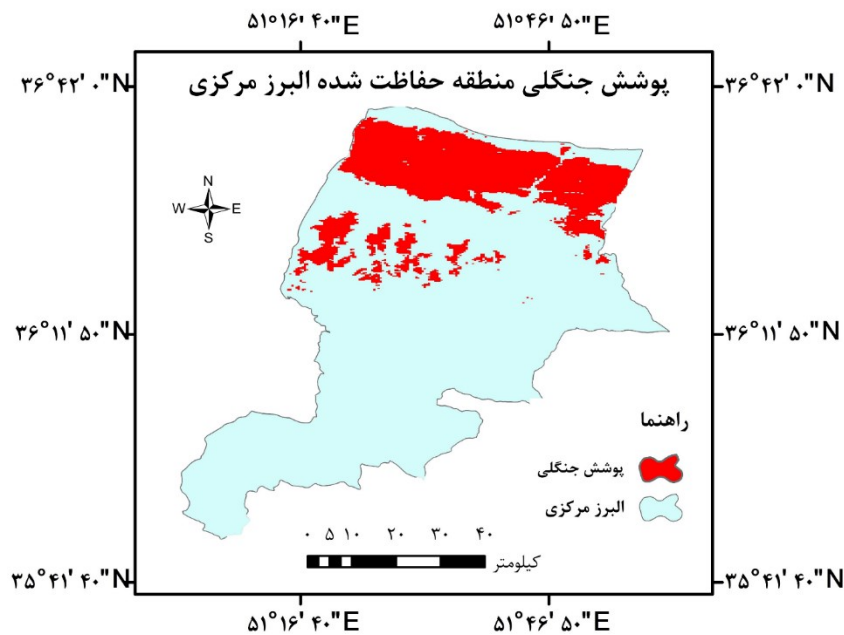 ۵۱°۱۶' ۴۰"E ۵۱°۴۶' ۵۰"E
پوشش جنگلی منطقه حفاظت شده البرز مرکزی
۳۶°۴۲' ۰"N ۳۶°۴۲' ۰"N
N
W E
S
۳۶°۱۱' ۵۰"N ۳۶°۱۱' ۵۰"N
راهنما
پوشش جنگلی
البرز مرکزی
۰ ۵ ۱۰ ۲۰ ۳۰ ۴۰
کیلومتر
۳۵°۴۱' ۴۰"N ۳۵°۴۱' ۴۰"N
۵۱°۱۶' ۴۰"E ۵۱°۴۶' ۵۰"E